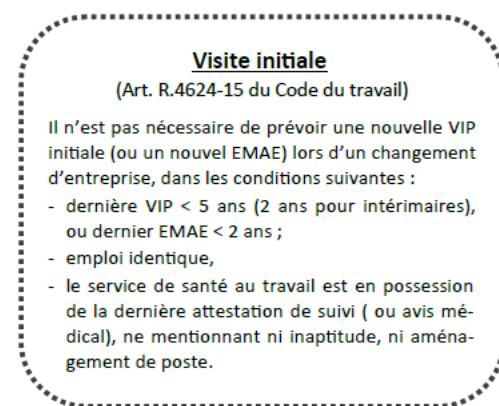 Visite initiale
(Art. R.4624-15 du Code du travail)
Il n’est pas nécessaire de prévoir une nouvelle VIP
initiale (ou un nouvel EMAE) lors d’un changement
d’entreprise, dans les conditions suivantes :
- dernière VIP < 5 ans (2 ans pour intérimaires),
ou dernier EMAE < 2 ans ;
- emploi identique,
- le service de santé au travail est en possession
de la dernière attestation de suivi ( ou avis mé-
dical), ne mentionnant ni inaptitude, ni aména-
gement de poste.